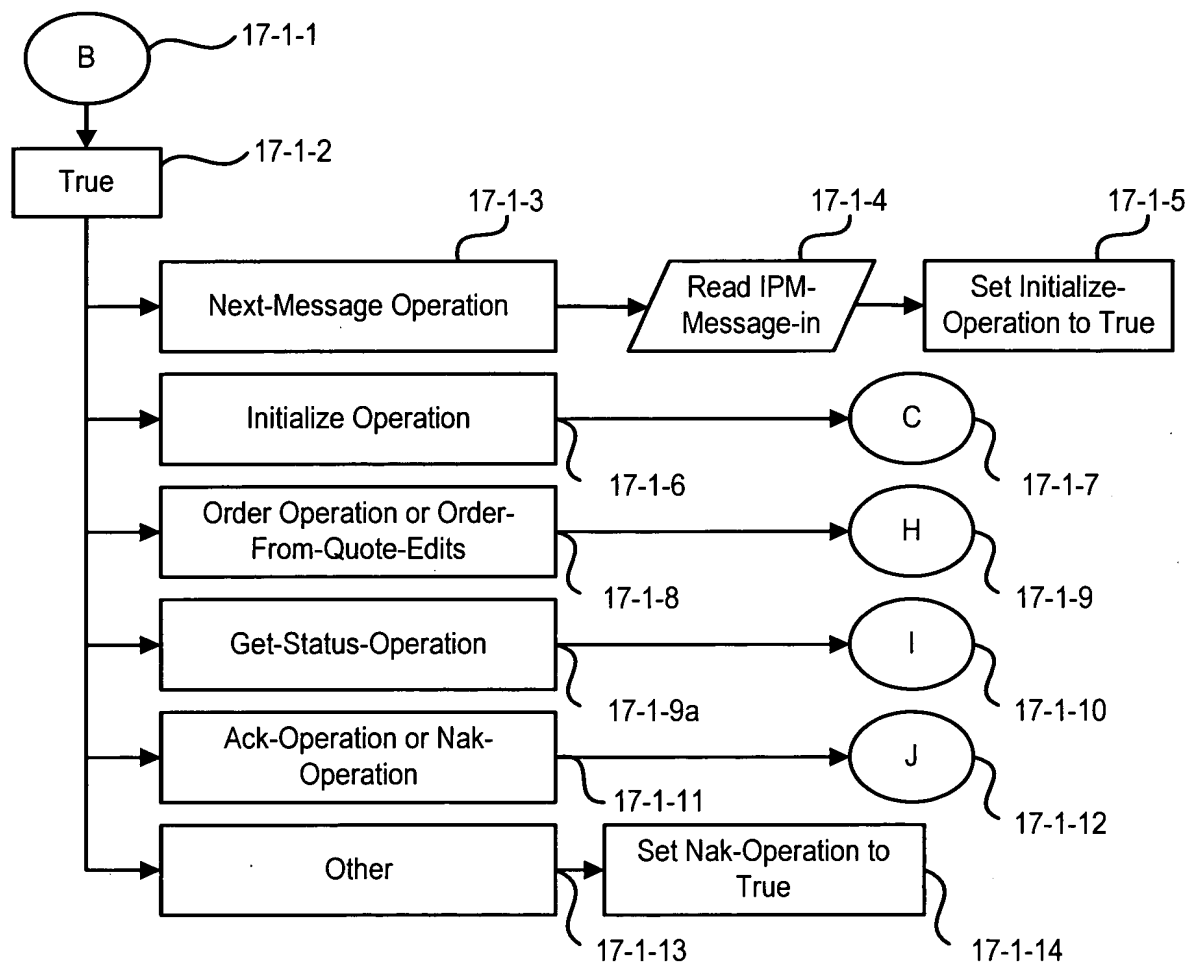 B
17-1-1
True
17-1-2
17-1-3
17-1-4
17-1-5
Next-Message Operation
Read IPM-
Message-in
Set Initialize-
Operation to True
Initialize Operation
C
17-1-6
17-1-7
Order Operation or Order-
From-Quote-Edits
H
17-1-8
17-1-9
Get-Status-Operation
I
17-1-9a
17-1-10
Ack-Operation or Nak-
Operation
J
17-1-11
17-1-12
Other
Set Nak-Operation to
True
17-1-13
17-1-14